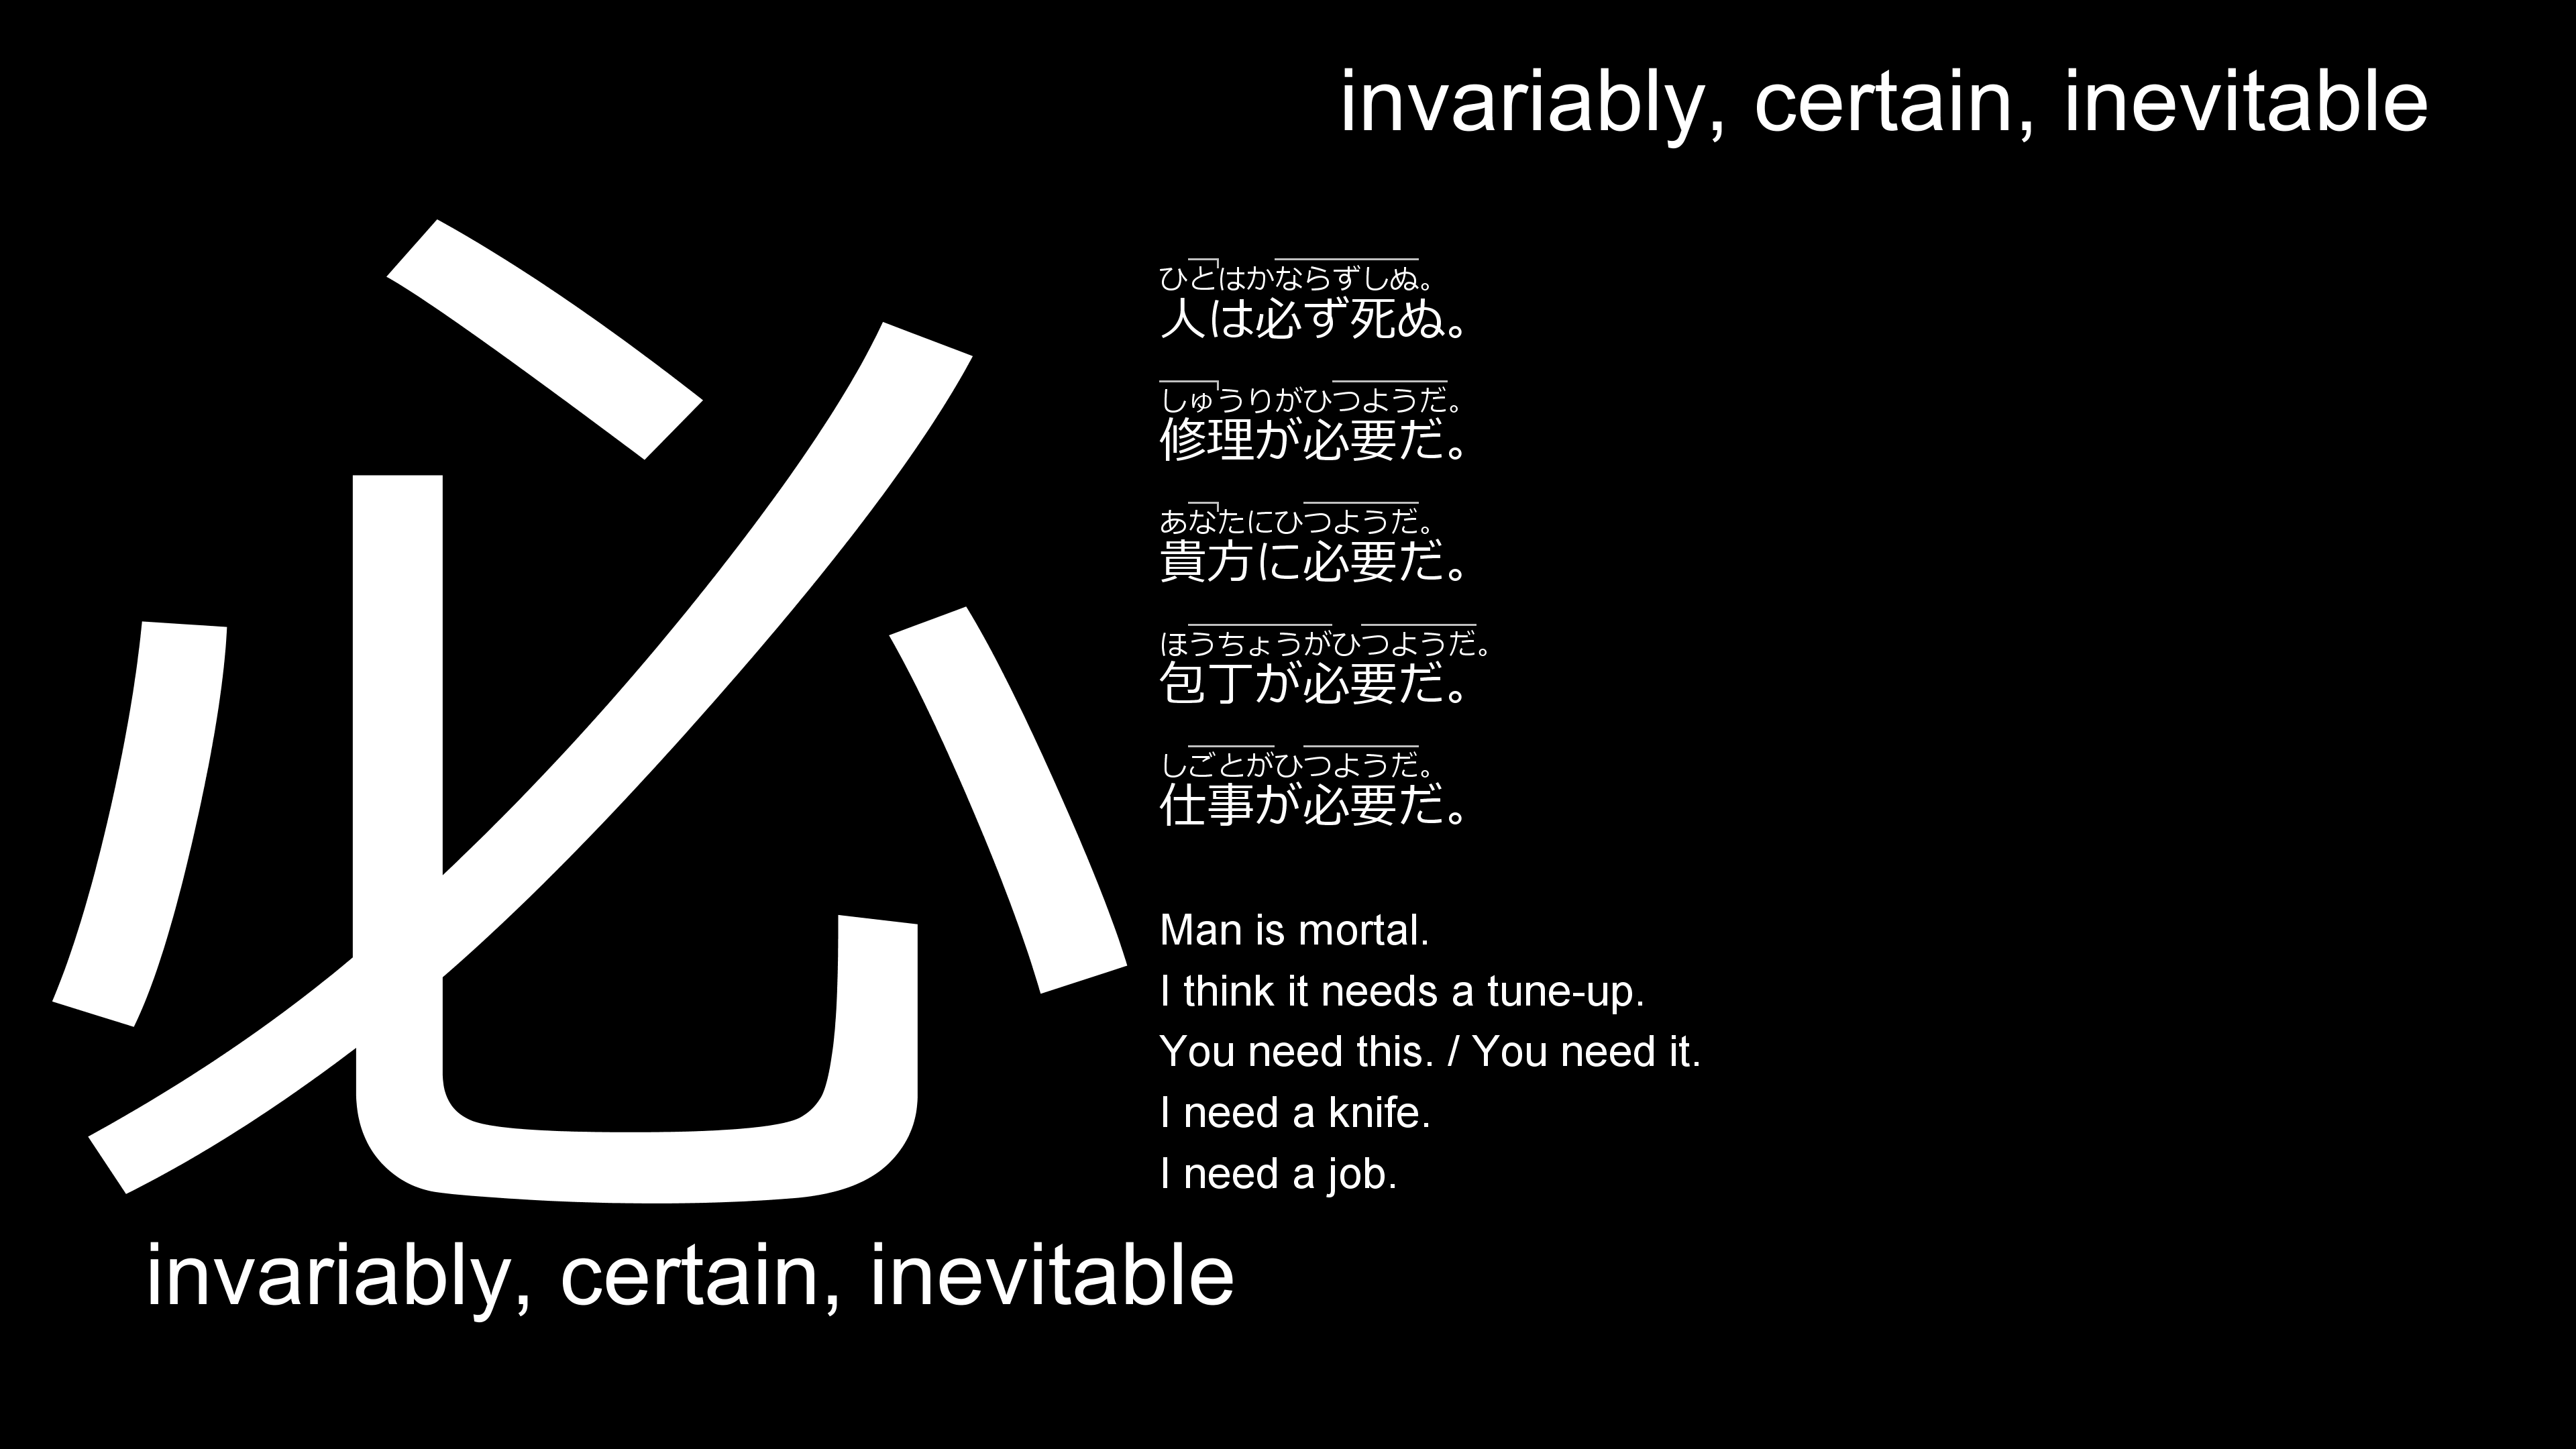 invariably, certain, inevitable
必
ひとはかならずしぬ。
人は必ず死ぬ。
しゅうりがひつようだ。
修理が必要だ。
あなたにひつようだ。
貴方に必要だ。
ほうちょうがひつようだ。
包丁が必要だ。
しごとがひつようだ。
仕事が必要だ。
Man is mortal.
I think it needs a tune-up.
You need this. / You need it.
I need a knife.
I need a job.
invariably, certain, inevitable